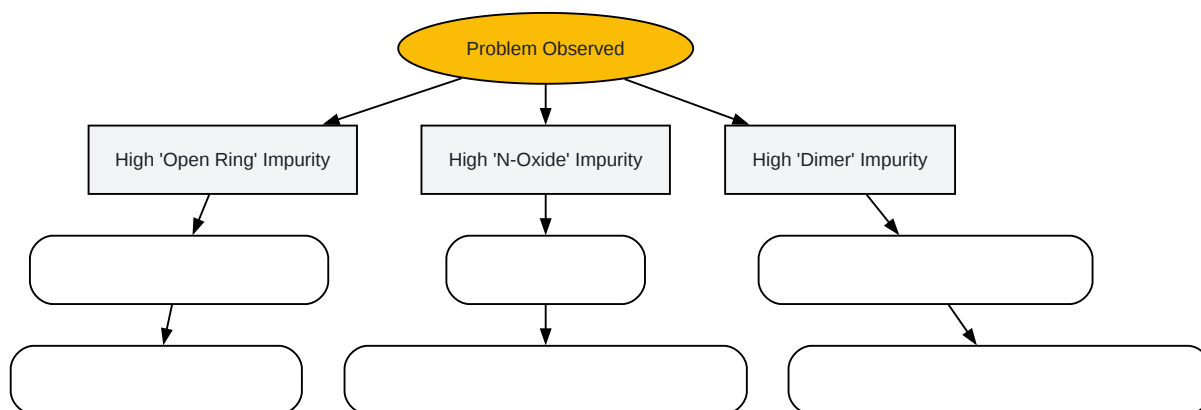 Problem Observed
High 'Open Ring' Impurity
High 'N-Oxide' Impurity
High 'Dimer' Impurity